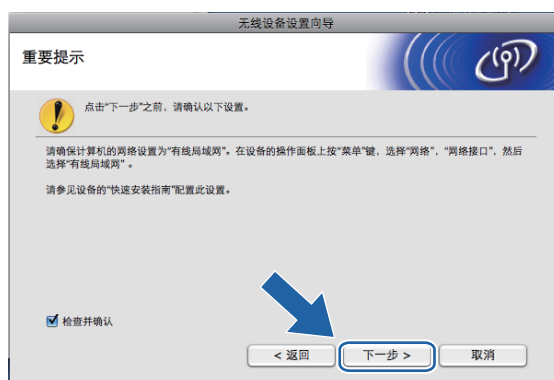 无线设备设置向导
重要提示
点击“下一步”之前，请确认以下设置。
请确保计算机的网络设置为“有线局域网”。在设备的操作面板上按“菜单”键，选择“网络”，“网络接口”，然后
选择“有线局域网” 。
请参见设备的“快速安装指南”配置此设置。
检查并确认
< 返回
下一步 >
取消